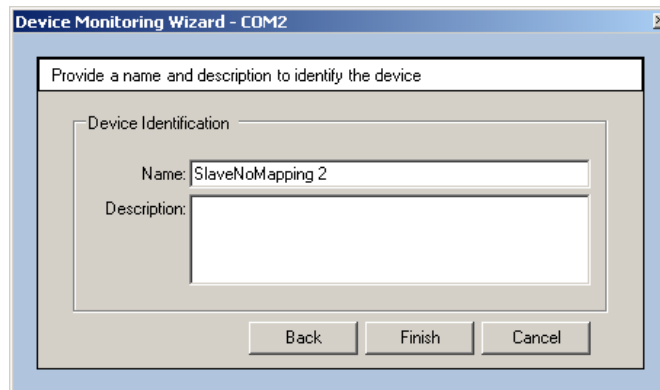 Device Monitoring Wizard - COM2
Provide a name and description to identify the device
Device Identification
Name: SlaveNoMapping 2
Description:
Back Finish Cancel